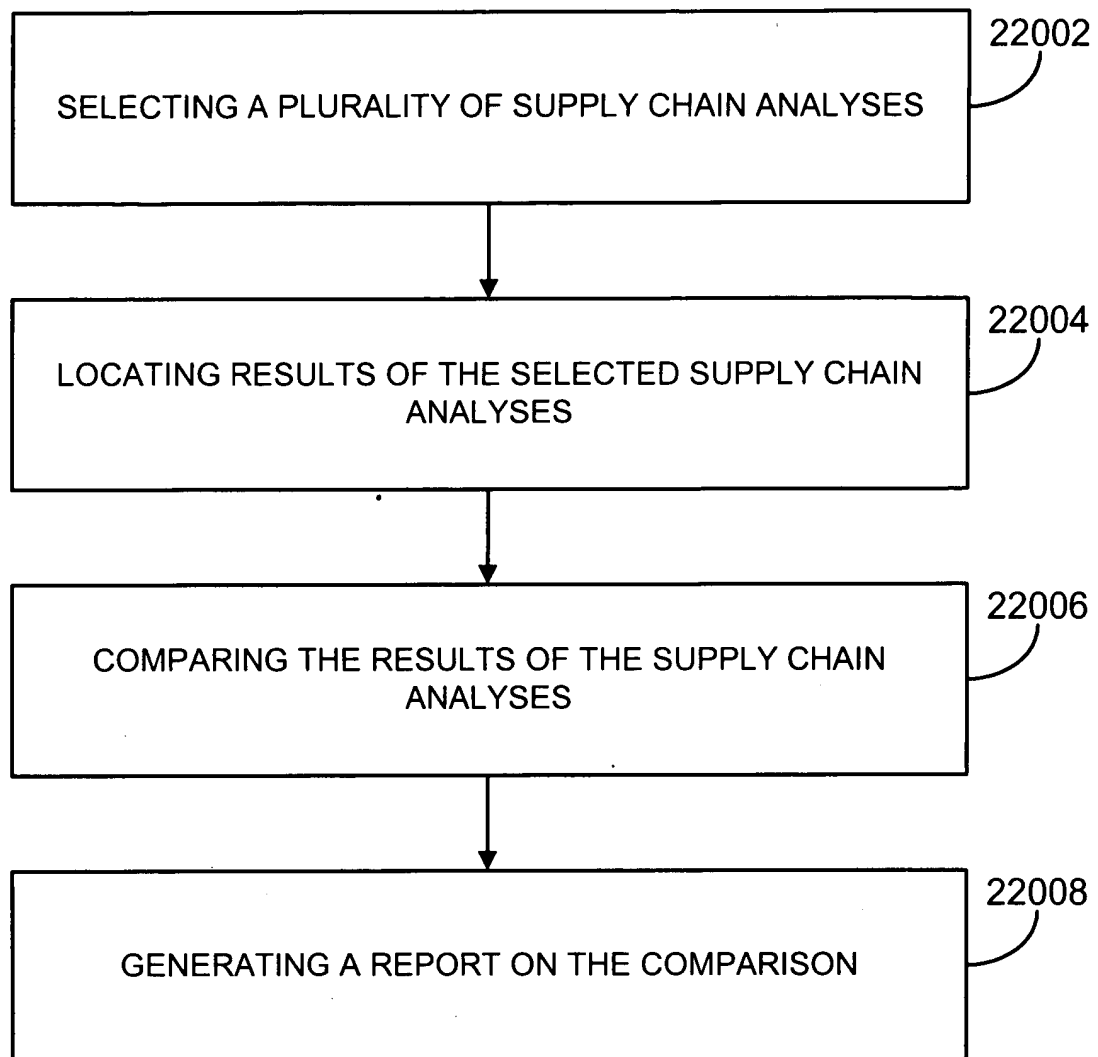 22002
SELECTING A PLURALITY OF SUPPLY CHAIN ANALYSES
22004
LOCATING RESULTS OF THE SELECTED SUPPLY CHAIN
ANALYSES
22006
COMPARING THE RESULTS OF THE SUPPLY CHAIN
ANALYSES
22008
GENERATING A REPORT ON THE COMPARISON